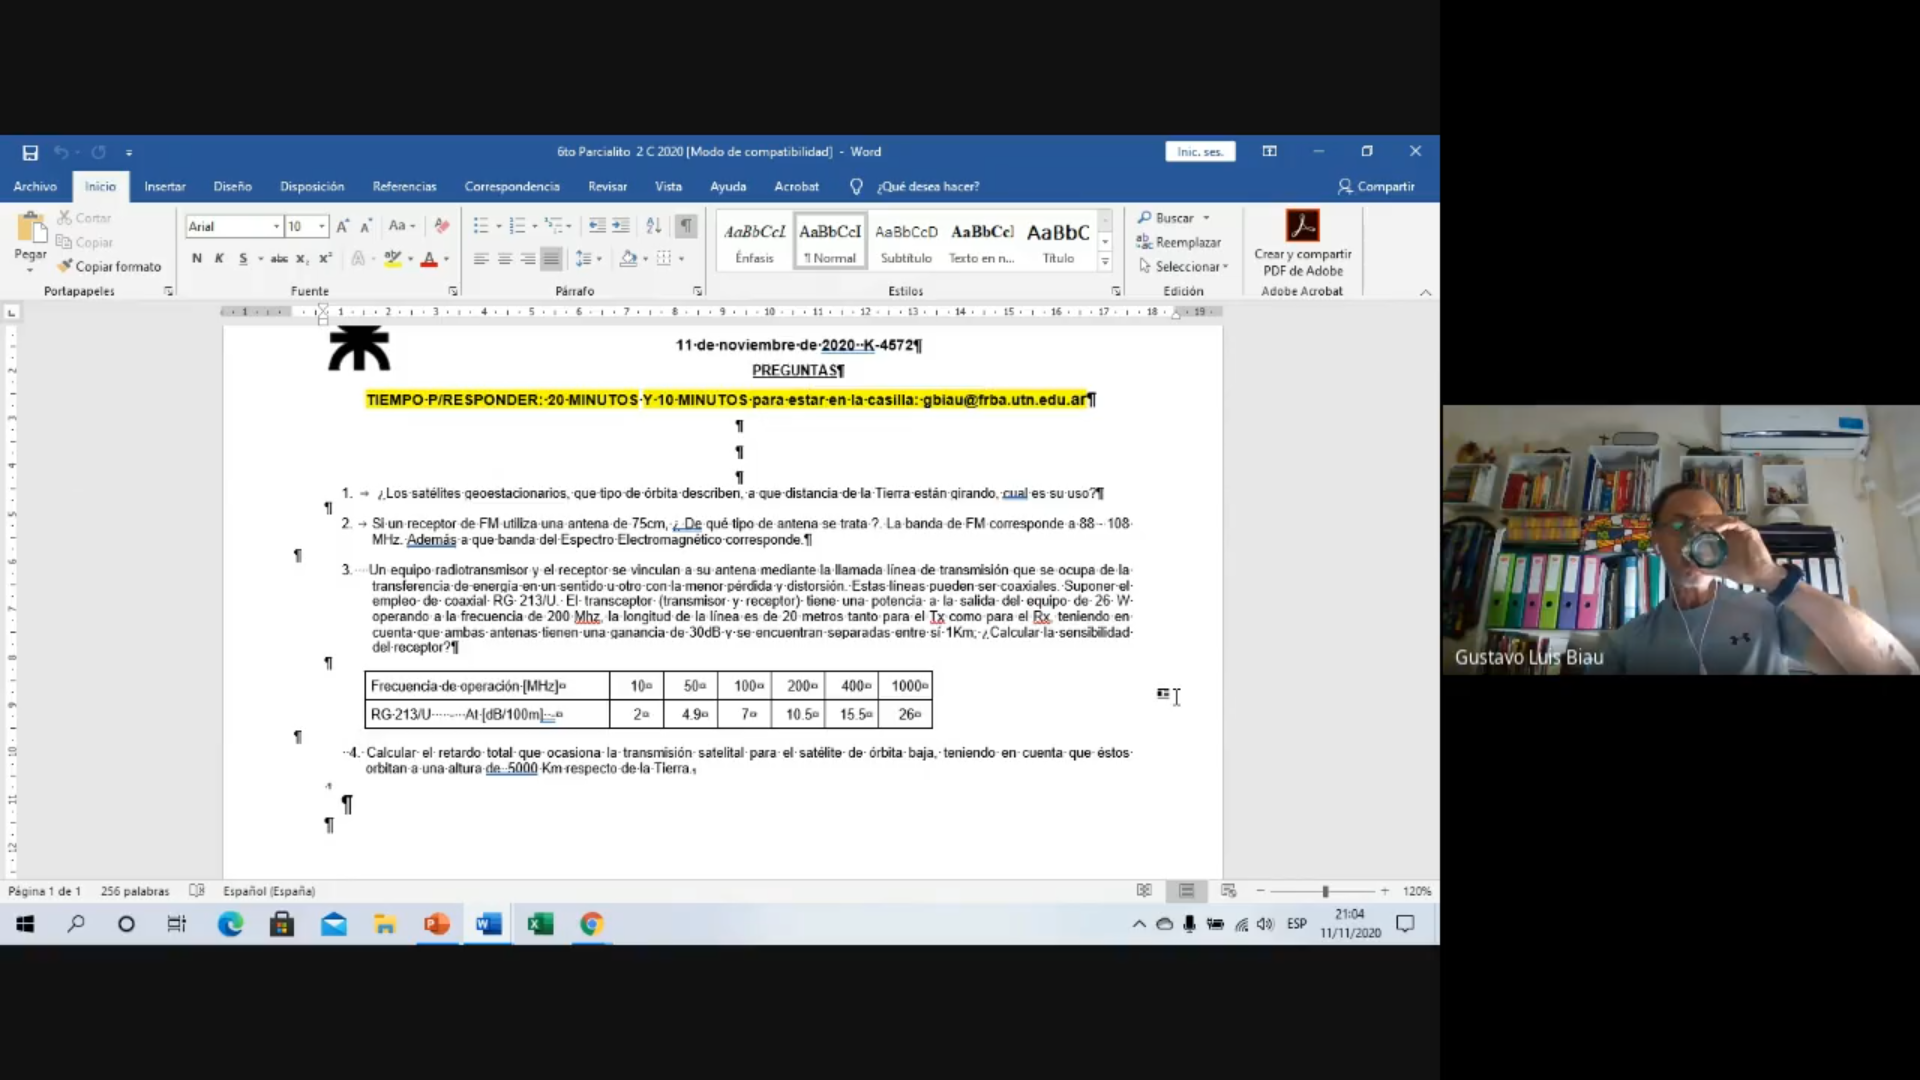 6to Parcialito 2 C 2020 [Modo de compatibilidad] - Word
Inic. ses.
Archivo Inicio Insertar Diseño Disposición Referencias Correspondencia Revisar Vista Ayuda Acrobat ¿Qué desea hacer? Compartir
Pegar
Cortar
Copiar
Copiar formato
Portapapeles
Arial 10
N K S abc x₂ x²
Fuente
Párrafo
AaBbCcL AaBbCcI AaBbCcD AaBbCcI AaBbC
Énfasis ¶ Normal Subtítulo Texto en n... Título
Estilos
Buscar
Reemplazar
Seleccionar
Edición
Crear y compartir
PDF de Adobe
Adobe Acrobat
11·de·noviembre·de·2020··K-4572¶
PREGUNTAS¶
TIEMPO·P/RESPONDER:·20·MINUTOS·Y·10·MINUTOS·para·estar·en·la·casilla:·gbiau@frba.utn.edu.ar¶
¶
¶
¶
1. → ¿Los·satélites·geoestacionarios,·que·tipo·de·órbita·describen,·a·que·distancia·de·la·Tierra·están·girando,·cual·es·su·uso?¶
¶
2. → Si·un·receptor·de·FM·utiliza·una·antena·de·75cm,·¿·De·qué·tipo·de·antena·se·trata·?.·La·banda·de·FM·corresponde·a·88·-·108·
MHz.·Además·a·que·banda·del·Espectro·Electromagnético·corresponde.¶
¶
3. Un·equipo·radiotransmisor·y·el·receptor·se·vinculan·a·su·antena·mediante·la·llamada·línea·de·transmisión·que·se·ocupa·de·la·
transferencia·de·energía·en·un·sentido·u·otro·con·la·menor·pérdida·y·distorsión.·Estas·líneas·pueden·ser·coaxiales.·Suponer·el·
empleo·de·coaxial·RG·213/U.·El·transceptor·(transmisor·y·receptor)·tiene·una·potencia·a·la·salida·del·equipo·de·26·W·
operando·a·la·frecuencia·de·200·Mhz,·la·longitud·de·la·línea·es·de·20·metros·tanto·para·el·Tx·como·para·el·Rx,·teniendo·en·
cuenta·que·ambas·antenas·tienen·una·ganancia·de·30dB·y·se·encuentran·separadas·entre·sí·1Km;·¿Calcular·la·sensibilidad·
del·receptor?¶
¶
Frecuencia·de·operación·[MHz]¤ 10¤ 50¤ 100¤ 200¤ 400¤ 1000¤
RG-213/U········At·[dB/100m]··¤ 2¤ 4.9¤ 7¤ 10.5¤ 15.5¤ 26¤
¶
··4.·Calcular·el·retardo·total·que·ocasiona·la·transmisión·satelital·para·el·satélite·de·órbita·baja,·teniendo·en·cuenta·que·éstos·
orbitan·a·una·altura·de··5000·Km·respecto·de·la·Tierra.
¶
¶
Gustavo Luis Biau
Página 1 de 1 256 palabras Español (España) 120%
ESP
21:04
11/11/2020